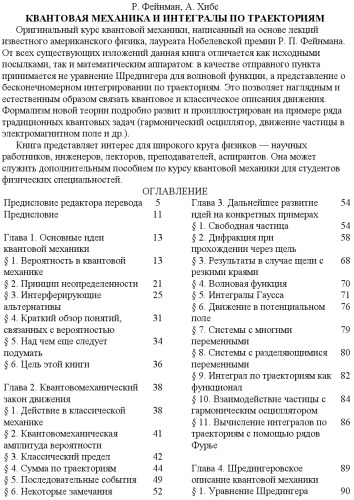 Р. Фейнман, А. Хибс
КВАНТОВАЯ МЕХАНИКА И ИНТЕГРАЛЫ ПО ТРАЕКТОРИЯМ
Оригинальный курс квантовой механики, написанный на основе лекций
известного американского физика, лауреата Нобелевской премии Р. П. Фейнмана.
От всех существующих изложений данная книга отличается как исходными
посылками, так и математическим аппаратом: в качестве отправного пункта
принимается не уравнение Шредингера для волновой функции, а представление о
бесконечномерном интегрировании по траекториям. Это позволяет наглядным и
естественным образом связать квантовое и классическое описания движения.
Формализм новой теории подробно развит и проиллюстрирован на примере ряда
традиционных квантовых задач (гармонический осциллятор, движение частицы в
электромагнитном поле и др.).
Книга представляет интерес для широкого круга физиков — научных
работников, инженеров, лекторов, преподавателей, аспирантов. Она может
служить дополнительным пособием по курсу квантовой механики для студентов
физических специальностей.
ОГЛАВЛЕНИЕ
Предисловие редактора перевода 5
Предисловие 11
Глава 1. Основные идеи 13
квантовой механики
§ 1. Вероятность в квантовой 13
механике
§ 2. Принцип неопределенности 21
§ 3. Интерферирующие 25
альтернативы
§ 4. Краткий обзор понятий, 31
связанных с вероятностью
§ 5. Над чем еще следует 34
подумать
§ 6. Цель этой книги 36
Глава 2. Квантовомеханический 38
закон движения
§ 1. Действие в классической 38
механике
§ 2. Квантовомеханическая 41
амплитуда вероятности
§ 3. Классический предел 42
§ 4. Сумма по траекториям 44
§ 5. Последовательные события 49
§ 6. Некоторые замечания 52
Глава 3. Дальнейшее развитие 54
идей на конкретных примерах
§ 1. Свободная частица 54
§ 2. Дифракция при 58
прохождении через щель
§ 3. Результаты в случае щели с 68
резкими краями
§ 4. Волновая функция 70
§ 5. Интегралы Гаусса 71
§ 6. Движение в потенциальном 76
поле
§ 7. Системы с многими 79
переменными
§ 8. Системы с разделяющимися 80
переменными
§ 9. Интеграл по траекториям как 82
функционал
§ 10. Взаимодействие частицы с 84
гармоническим осциллятором
§ 11. Вычисление интегралов по 86
траекториям с помощью рядов
Фурье
Глава 4. Шредингеровское 89
описание квантовой механики
§ 1. Уравнение Шредингера 90